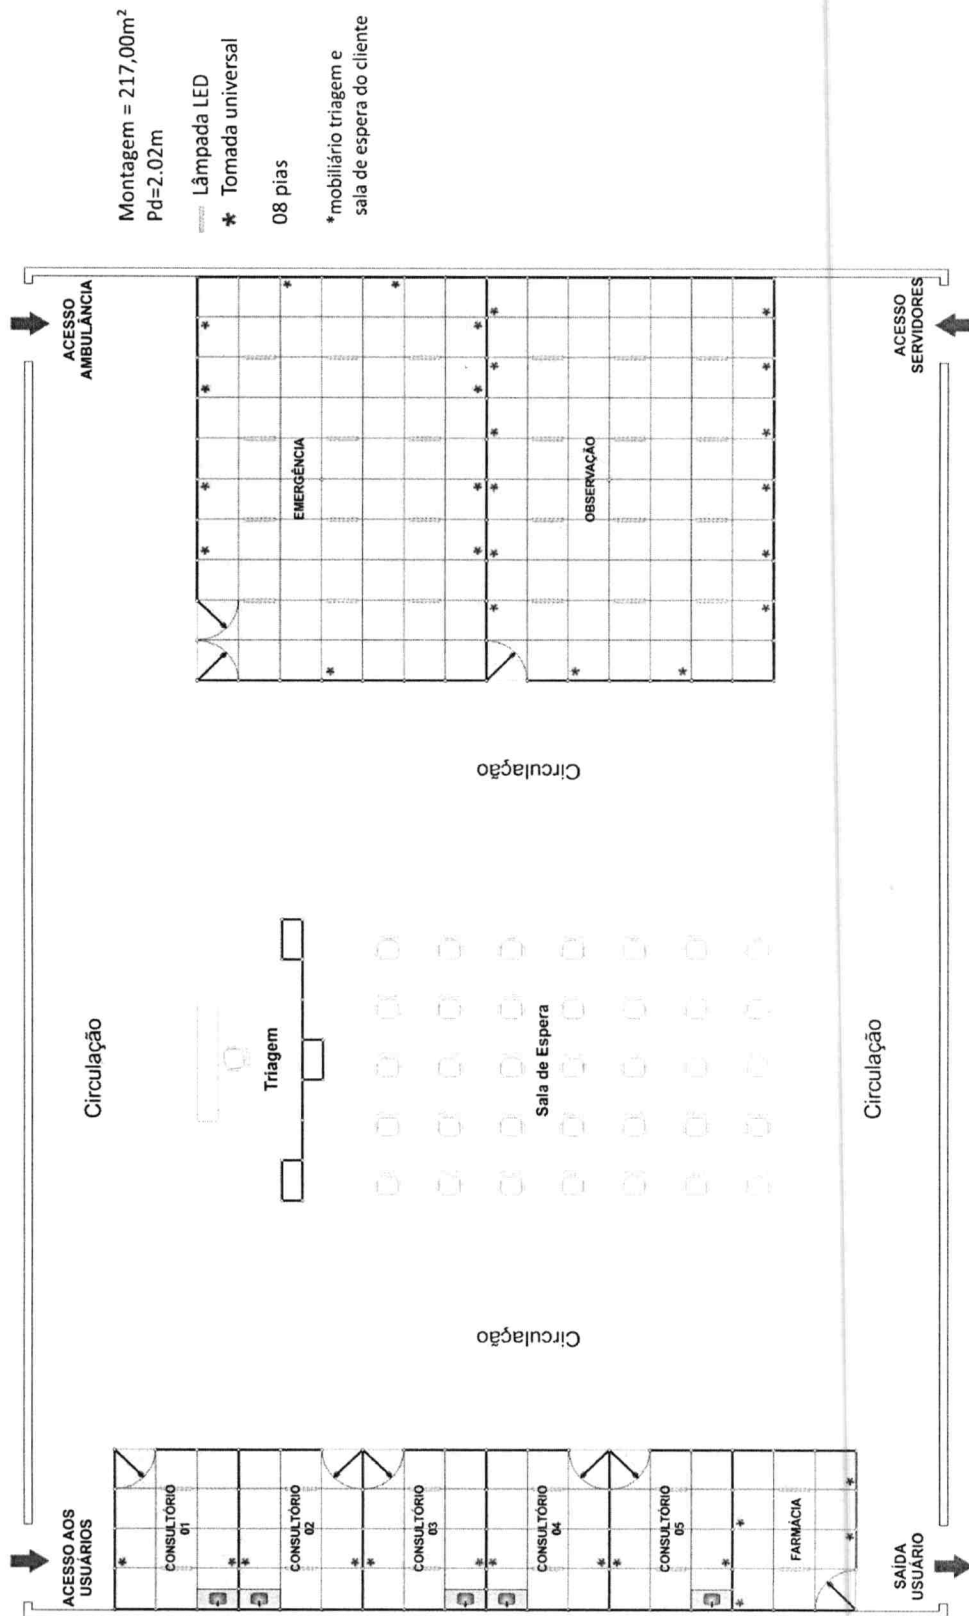 Montagem = 217,00m²
Pd=2.02m
Lâmpada LED
* Tomada universal
08 pias
*mobiliário triagem e
sala de espera do cliente
ACESSO AOS
USUÁRIOS
Circulação
ACESSO
AMBULÂNCIA
CONSULTÓRIO
01
CONSULTÓRIO
02
CONSULTÓRIO
03
CONSULTÓRIO
04
CONSULTÓRIO
05
FARMÁCIA
Circulação
Triagem
Sala de Espera
Circulação
EMERGÊNCIA
OBSERVAÇÃO
SAÍDA
USUÁRIO
Circulação
ACESSO
SERVIDORES